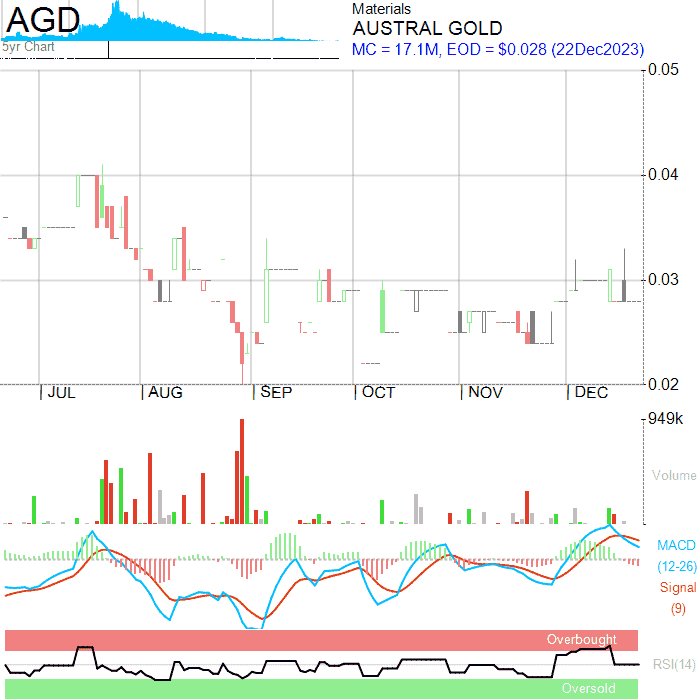 AGD
5yr Chart
Materials
AUSTRAL GOLD
MC = 17.1M, EOD = $0.028 (22Dec2023)
0.05
0.04
0.03
0.02
JUL AUG SEP OCT NOV DEC
949k
Volume
MACD
(12-26)
Signal
(9)
Overbought
RSI(14)
Oversold